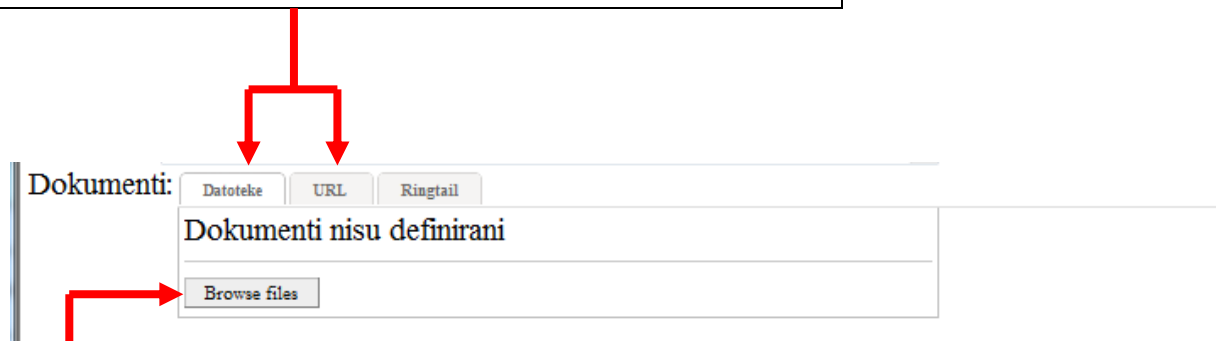 Dokumenti: Datoteke URL Ringtail
Dokumenti nisu definirani
Browse files